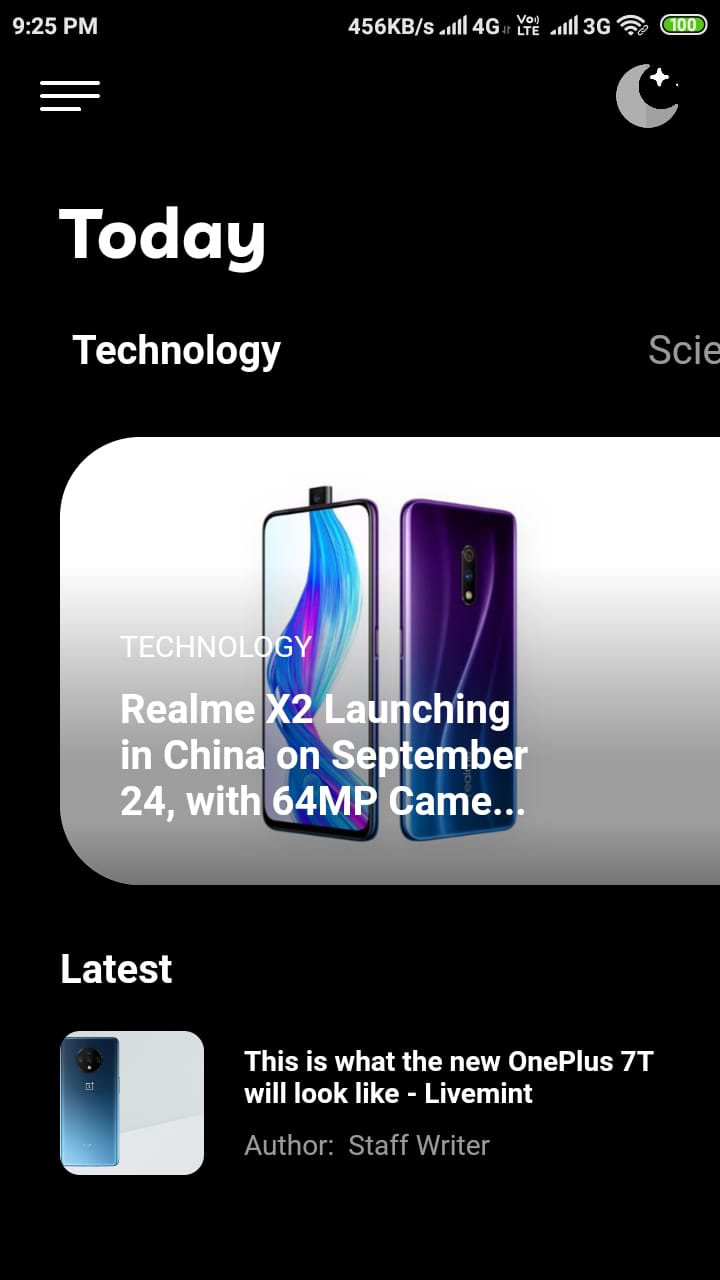 9:25 PM 456KB/s 4G Vo) LTE 3G 100
Today
Technology Scie
TECHNOLOGY
Realme X2 Launching
in China on September
24, with 64MP Came...
realme
Latest
This is what the new OnePlus 7T
will look like - Livemint
Author: Staff Writer